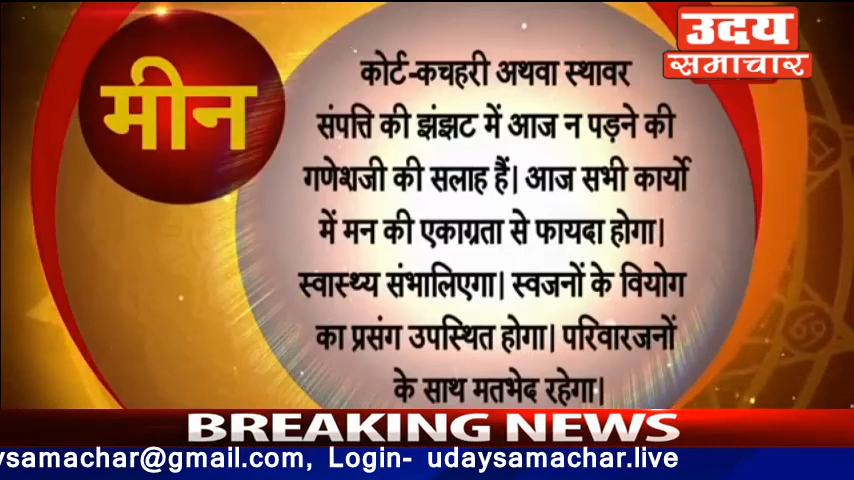 मीन
उदय
समाचार
कोर्ट-कचहरी अथवा स्थावर
संपत्ति की झंझट में आज न पड़ने की
गणेशजी की सलाह हैं| आज सभी कार्यो
में मन की एकाग्रता से फायदा होगा|
स्वास्थ्य संभालिएगा| स्वजनों के वियोग
का प्रसंग उपस्थित होगा| परिवारजनों
के साथ मतभेद रहेगा|
BREAKING NEWS
ysamachar@gmail.com, Login- udaysamachar.live